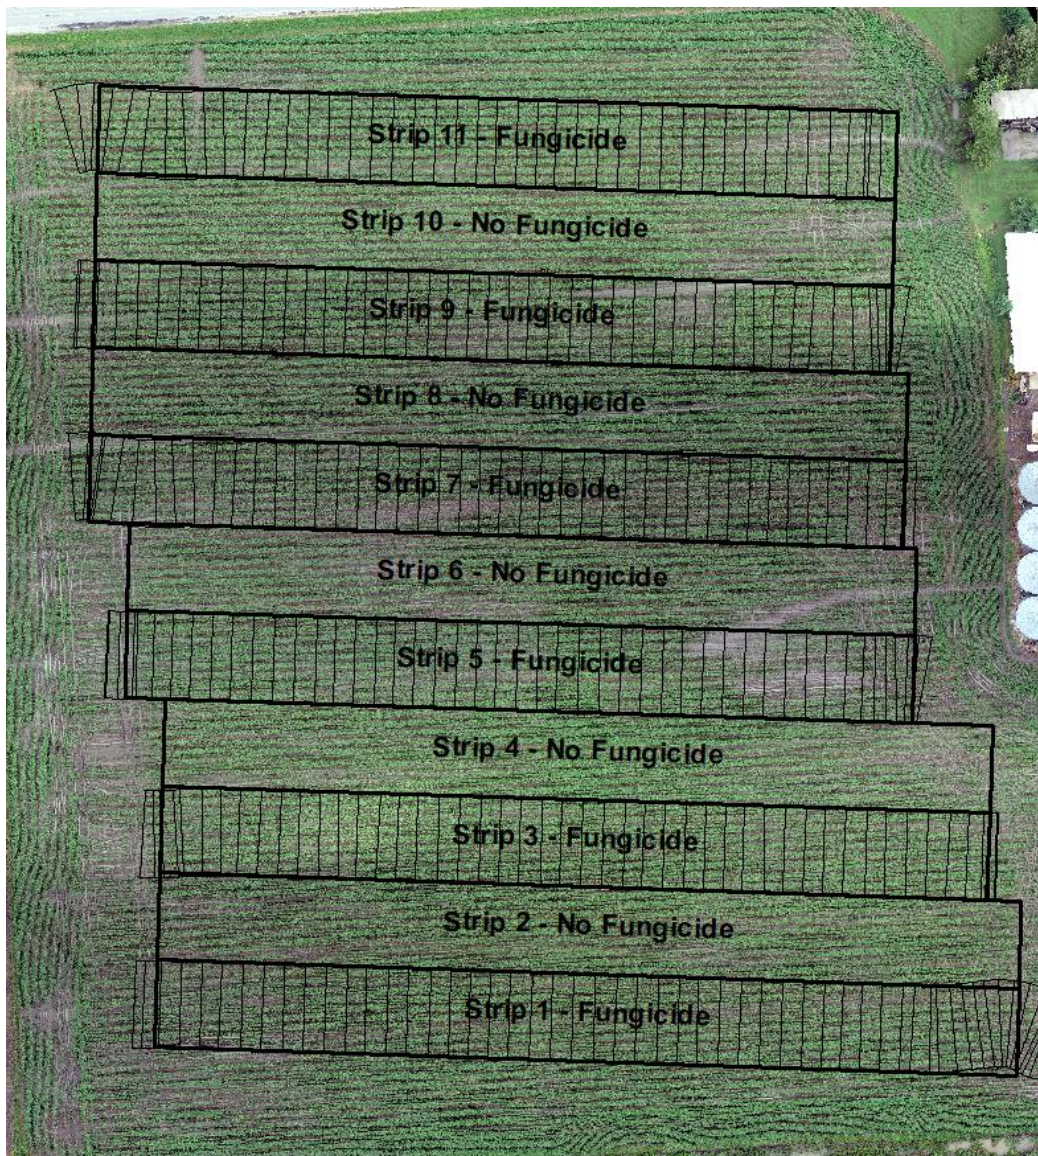 Strip 11 - Fungicide
Strip 10 - No Fungicide
Strip 9 - Fungicide
Strip 8 - No Fungicide
Strip 7 - Fungicide
Strip 6 - No Fungicide
Strip 5 - Fungicide
Strip 4 - No Fungicide
Strip 3 - Fungicide
Strip 2 - No Fungicide
Strip 1 - Fungicide